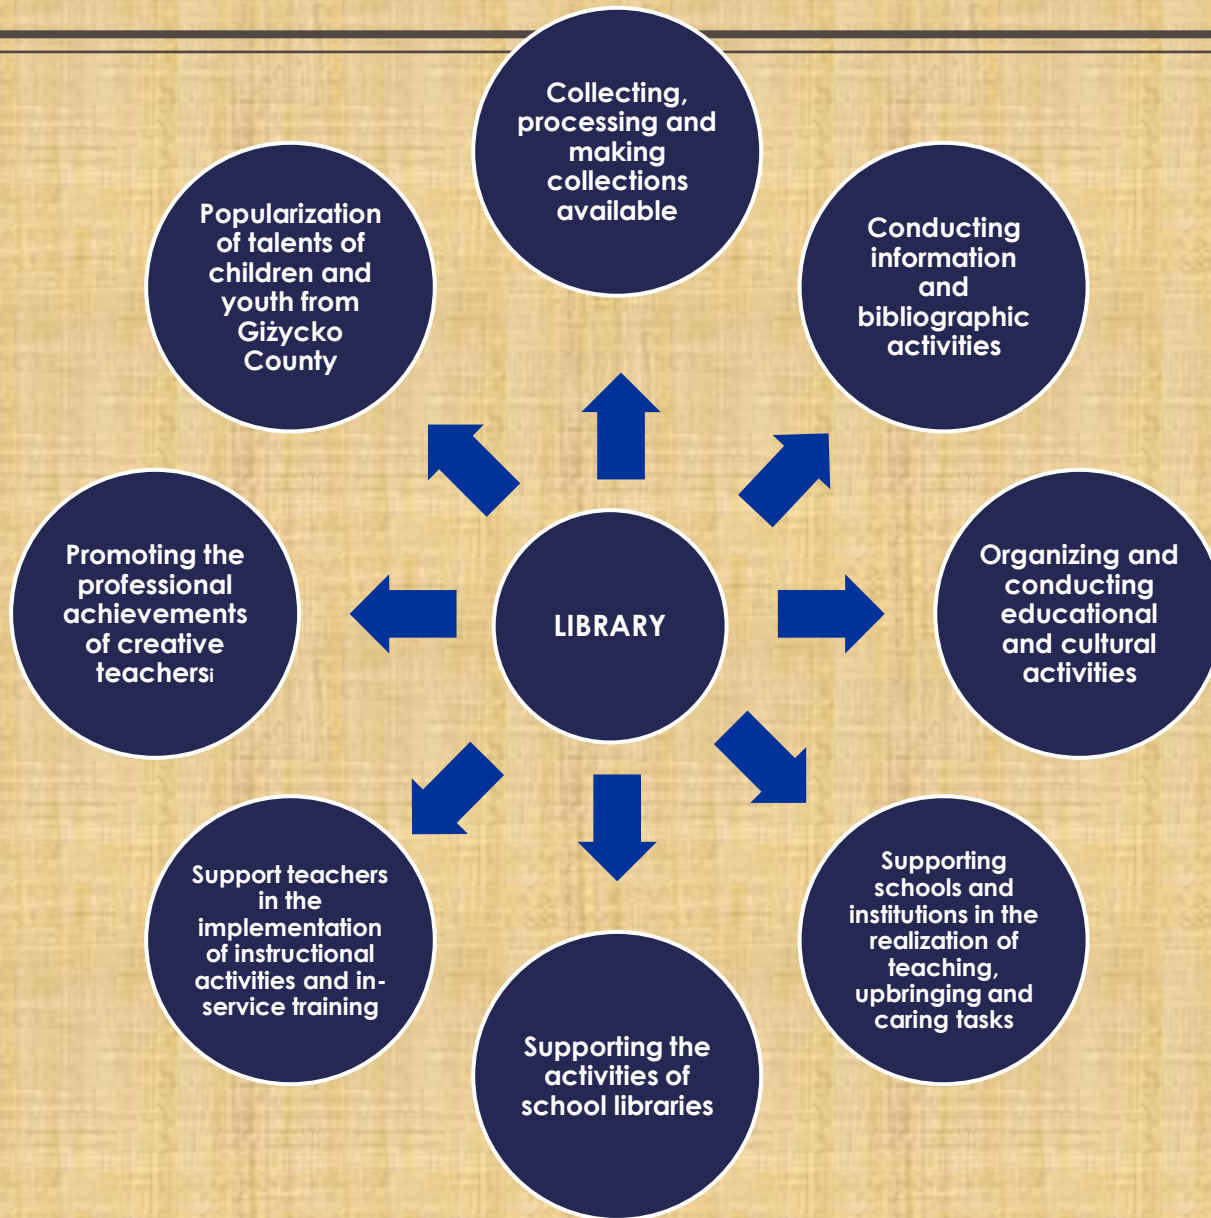 Collecting,
processing and
making
collections
available
Conducting
information
and
bibliographic
activities
Organizing and
conducting
educational
and cultural
activities
Supporting
schools and
institutions in the
realization of
teaching,
upbringing and
caring tasks
Supporting the
activities of
school libraries
Support teachers
in the
implementation
of instructional
activities and in-
service training
Promoting the
professional
achievements
of creative
teachersi
Popularization
of talents of
children and
youth from
Giżycko
County
LIBRARY